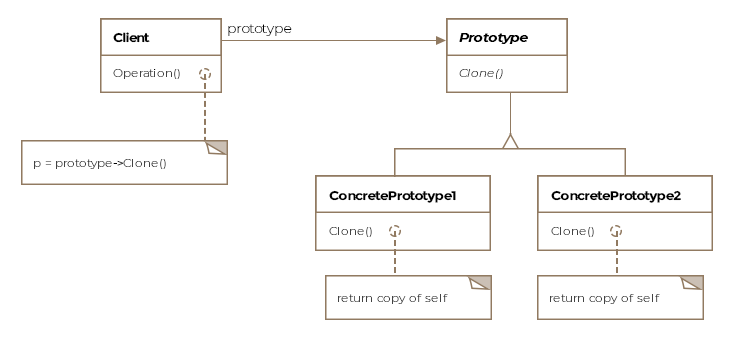 Client
prototype
Prototype
Operation()
Clone()
p = prototype->Clone()
ConcretePrototype1
ConcretePrototype2
Clone()
Clone()
return copy of self
return copy of self